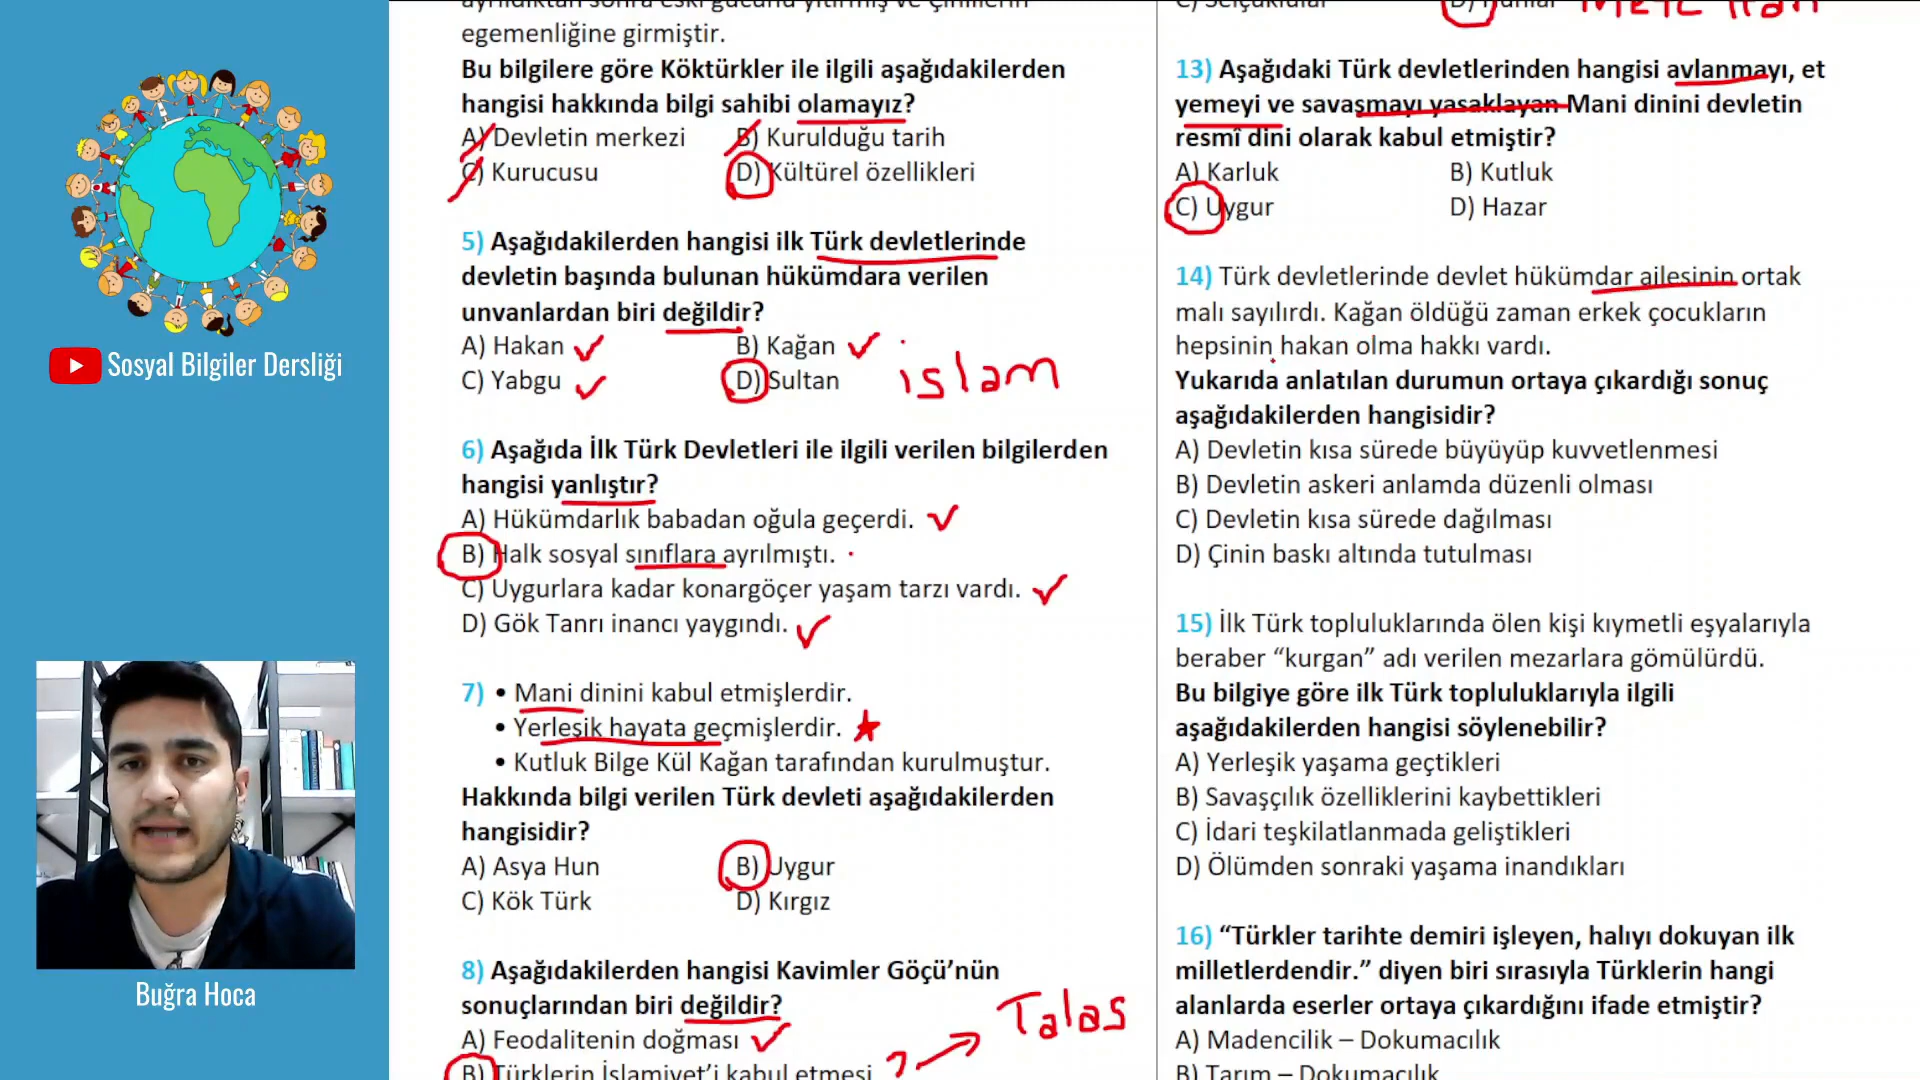 Sosyal Bilgiler Dersliği
Buğra Hoca
egemenliğine girmiştir.
Bu bilgilere göre Köktürkler ile ilgili aşağıdakilerden
hangisi hakkında bilgi sahibi olamayız?
A) Devletin merkezi B) Kurulduğu tarih
C) Kurucusu D) Kültürel özellikleri
5) Aşağıdakilerden hangisi ilk Türk devletlerinde
devletin başında bulunan hükümdara verilen
unvanlardan biri değildir?
A) Hakan B) Kağan
C) Yabgu D) Sultan islam
6) Aşağıda İlk Türk Devletleri ile ilgili verilen bilgilerden
hangisi yanlıştır?
A) Hükümdarlık babadan oğula geçerdi.
B) Halk sosyal sınıflara ayrılmıştı.
C) Uygurlara kadar konargöçer yaşam tarzı vardı.
D) Gök Tanrı inancı yaygındı.
7) • Mani dinini kabul etmişlerdir.
• Yerleşik hayata geçmişlerdir.
• Kutluk Bilge Kül Kağan tarafından kurulmuştur.
Hakkında bilgi verilen Türk devleti aşağıdakilerden
hangisidir?
A) Asya Hun B) Uygur
C) Kök Türk D) Kırgız
8) Aşağıdakilerden hangisi Kavimler Göçü’nün
sonuçlarından biri değildir?
Talas
A) Feodalitenin doğması
B) Türklerin İslamiyet’i kabul etmesi
13) Aşağıdaki Türk devletlerinden hangisi avlanmayı, et
yemeyi ve savaşmayı yasaklayan Mani dinini devletin
resmî dini olarak kabul etmiştir?
A) Karluk B) Kutluk
C) Uygur D) Hazar
14) Türk devletlerinde devlet hükümdar ailesinin ortak
malı sayılırdı. Kağan öldüğü zaman erkek çocukların
hepsinin hakan olma hakkı vardı.
Yukarıda anlatılan durumun ortaya çıkardığı sonuç
aşağıdakilerden hangisidir?
A) Devletin kısa sürede büyüyüp kuvvetlenmesi
B) Devletin askeri anlamda düzenli olması
C) Devletin kısa sürede dağılması
D) Çinin baskı altında tutulması
15) İlk Türk topluluklarında ölen kişi kıymetli eşyalarıyla
beraber “kurgan” adı verilen mezarlara gömülürdü.
Bu bilgiye göre ilk Türk topluluklarıyla ilgili
aşağıdakilerden hangisi söylenebilir?
A) Yerleşik yaşama geçtikleri
B) Savaşçılık özelliklerini kaybettikleri
C) İdari teşkilatlanmada geliştikleri
D) Ölümden sonraki yaşama inandıkları
16) “Türkler tarihte demiri işleyen, halıyı dokuyan ilk
milletlerdendir.” diyen biri sırasıyla Türklerin hangi
alanlarda eserler ortaya çıkardığını ifade etmiştir?
A) Madencilik – Dokumacılık
B) Tarım – Dokumacılık